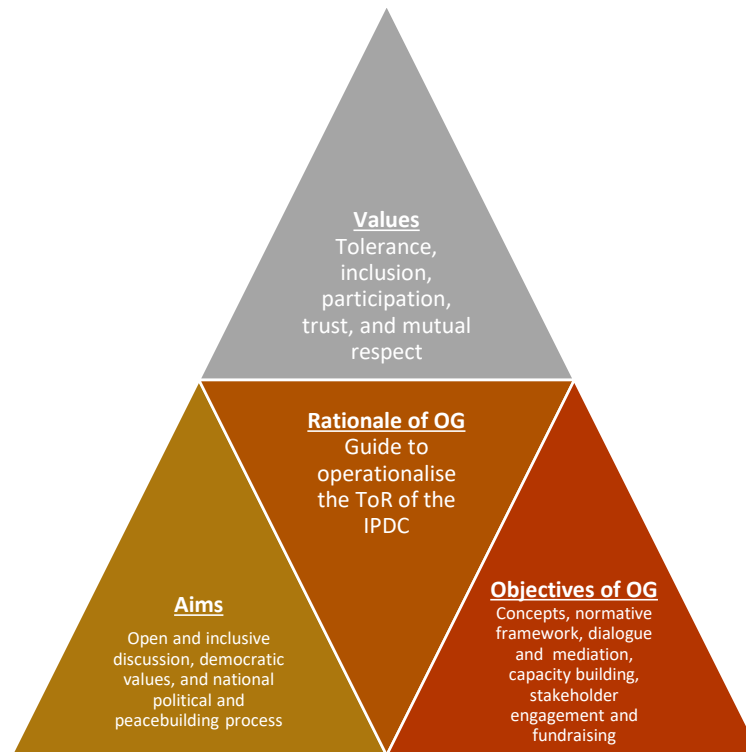 Values
Tolerance,
inclusion,
participation,
trust, and mutual
respect
Rationale of OG
Guide to
operationalise
the ToR of the
IPDC
Aims
Open and inclusive
discussion, democratic
values, and national
political and
peacebuilding process
Objectives of OG
Concepts, normative
framework, dialogue
and mediation,
capacity building,
stakeholder
engagement and
fundraising